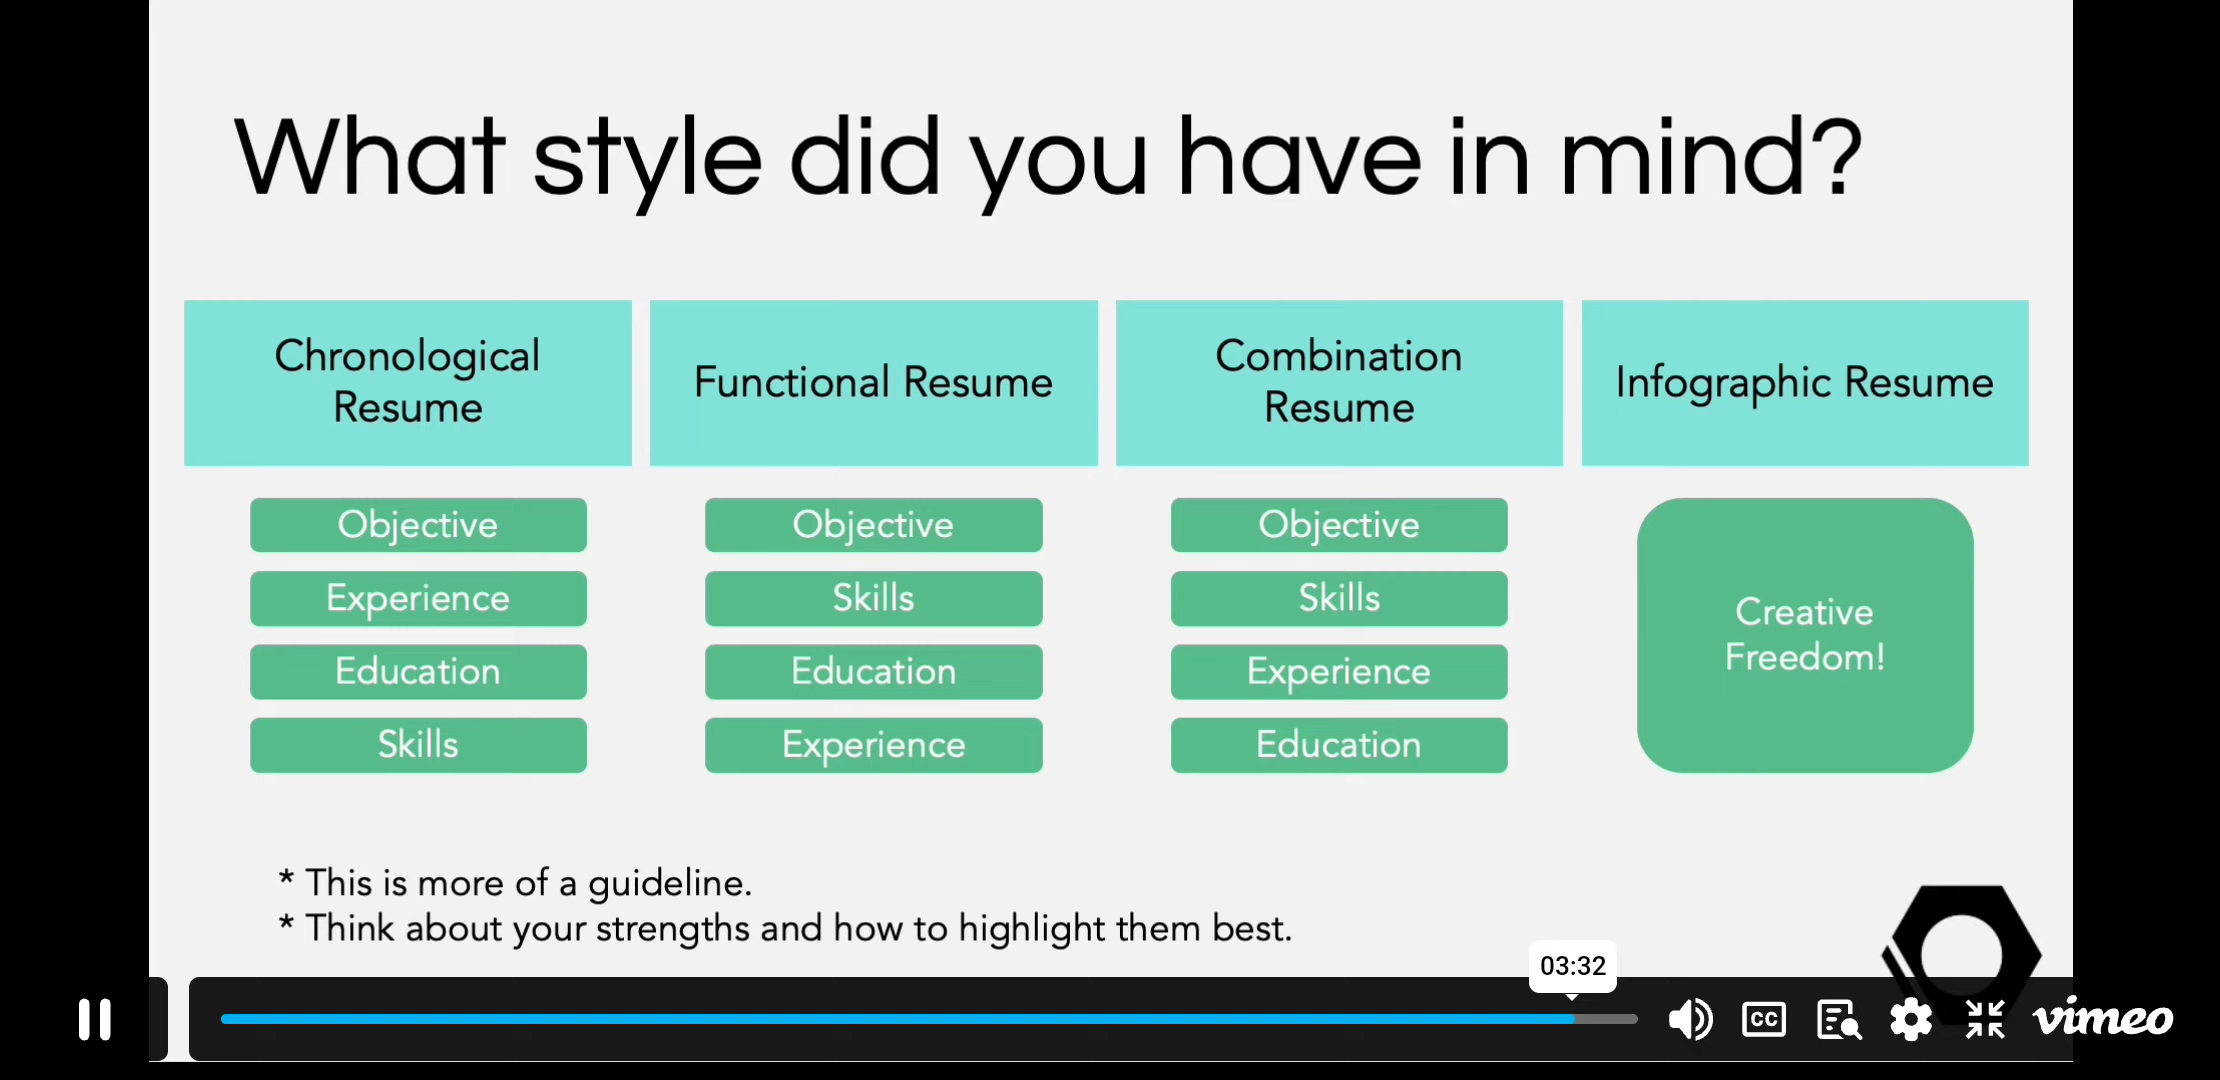 What style did you have in mind?
Chronological
Resume
Functional Resume
Combination
Resume
Infographic Resume
Objective
Experience
Education
Skills
Objective
Skills
Education
Experience
Objective
Skills
Experience
Education
Creative
Freedom!
* This is more of a guideline.
* Think about your strengths and how to highlight them best.
03:32
CC
vimeo